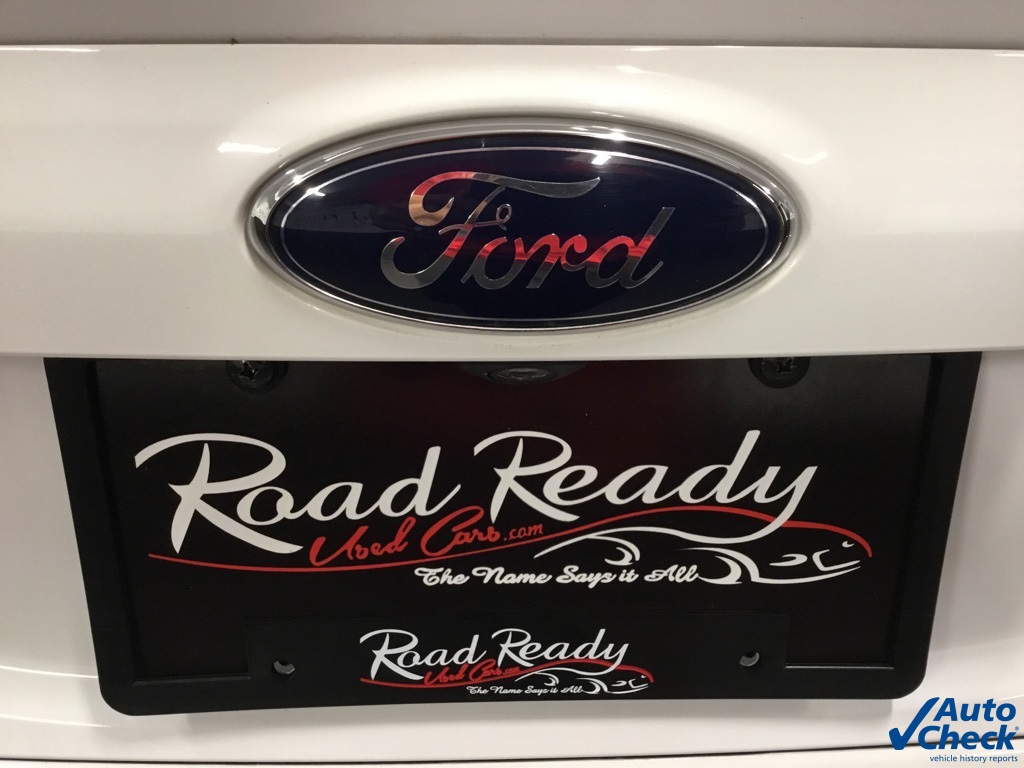 Ford
Road Ready
Used Cars.com
The Name Says it All
Road Ready
Used Cars.com
The Name Says it All
Auto
Check®
vehicle history reports